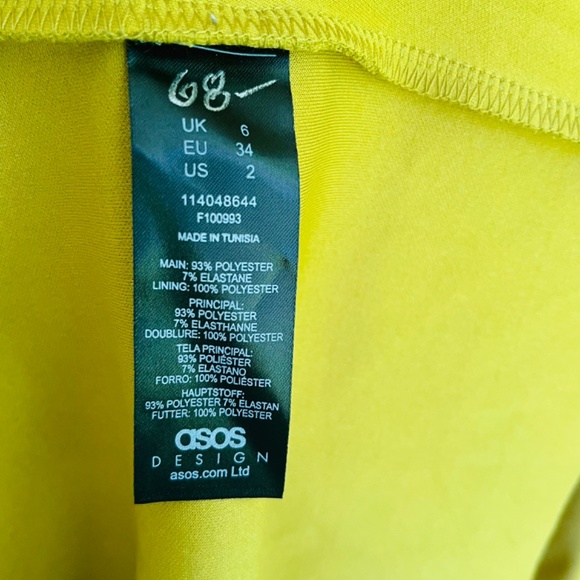 68-
UK 6
EU 34
US 2
114048644
F100993
MADE IN TUNISIA
MAIN: 93% POLYESTER
7% ELASTANE
LINING: 100% POLYESTER
PRINCIPAL:
93% POLYESTER
7% ELASTHANNE
DOUBLURE: 100% POLYESTER
TELA PRINCIPAL:
93% POLIÉSTER
7% ELASTANO
FORRO: 100% POLIÉSTER
HAUPTSTOFF:
93% POLYESTER 7% ELASTAN
FUTTER: 100% POLYESTER
asos
DESIGN
asos.com Ltd